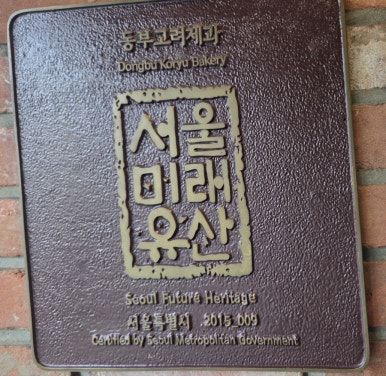 동부고려제과
Dongbu Koryu Bakery
서울
미래
유산
Seoul Future Heritage
서울특별시 2015_009
Certified by Seoul Metropolitan Government